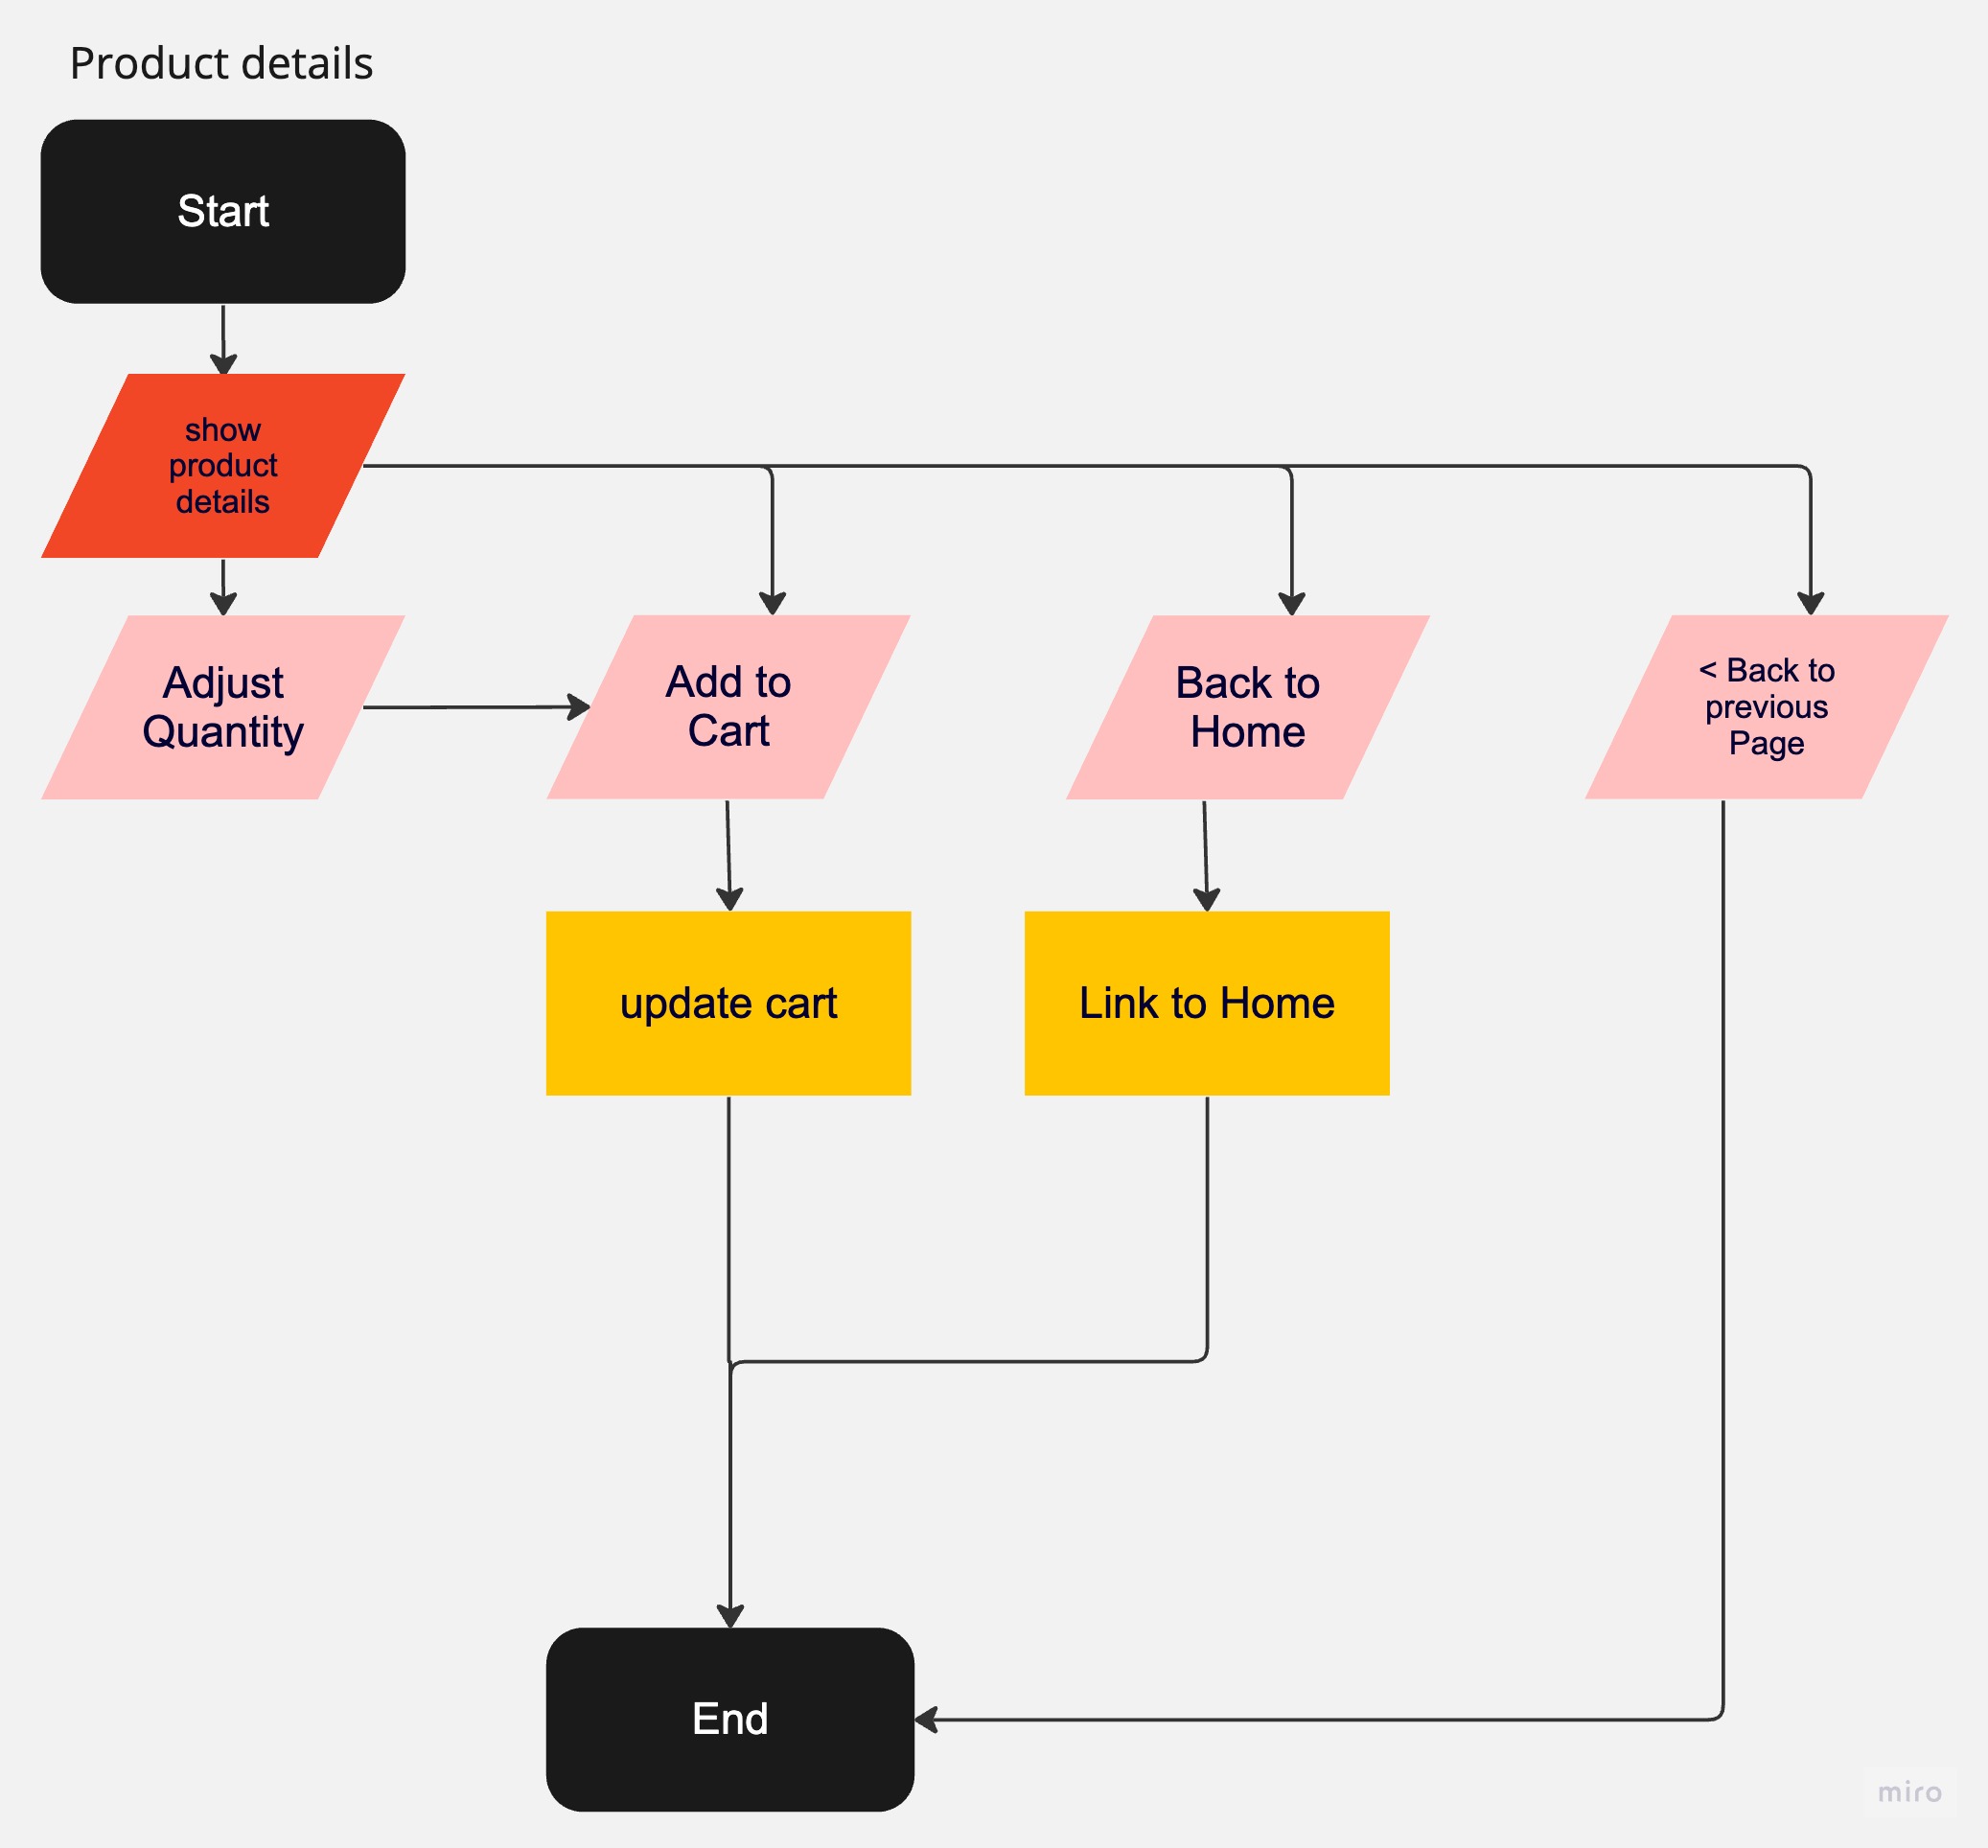 Product details
Start
show
product
details
Adjust
Quantity
Add to
Cart
Back to
Home
< Back to
previous
Page
update cart
Link to Home
End
miro